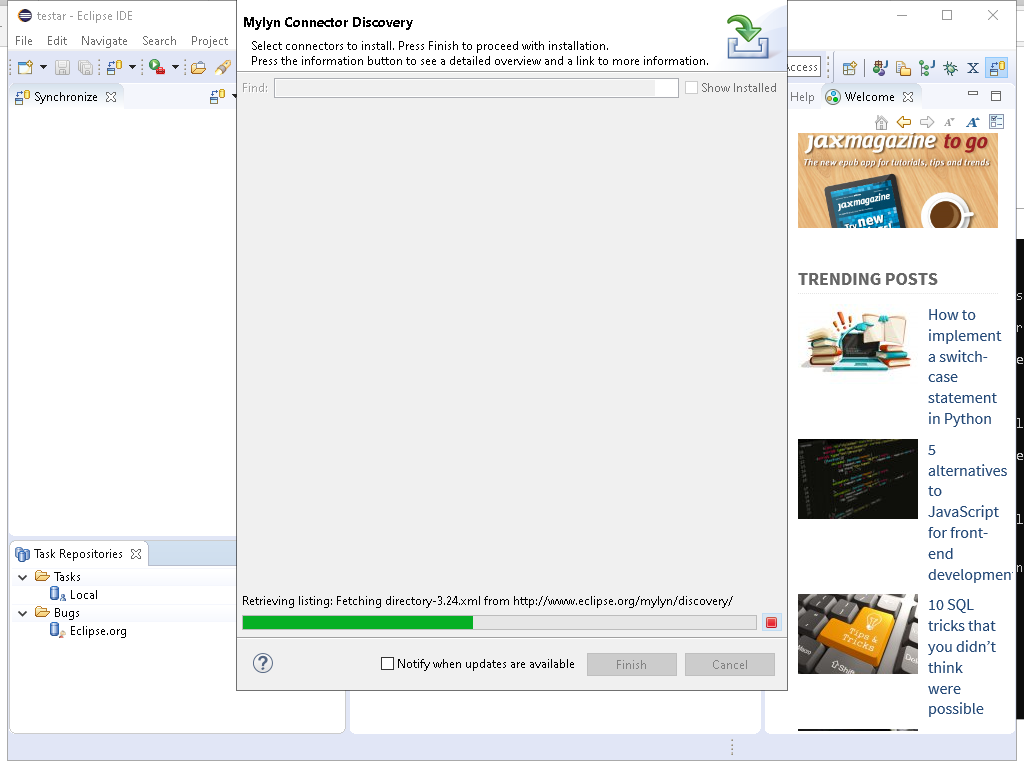 testar - Eclipse IDE
File Edit Navigate Search Project
Synchronize
Mylyn Connector Discovery
Select connectors to install. Press Finish to proceed with installation.
Press the information button to see a detailed overview and a link to more information.
Find:
Show Installed
Retrieving listing: Fetching directory-3.24.xml from http://www.eclipse.org/mylyn/discovery/
Notify when updates are available
Finish
Cancel
Task Repositories
Tasks
Local
Bugs
Eclipse.org
Help
Welcome
jaxmagazine to go
The new epub app for tutorials, tips and trends
jaxmagazine
Try new
TRENDING POSTS
How to
implement
a switch-
case
statement
in Python
5
alternatives
to
JavaScript
for front-
end
developmen
Tips &
Tricks
Shift
10 SQL
tricks that
you didn't
think
were
possible